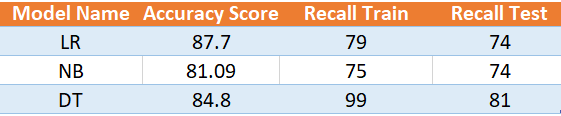 Model Name Accuracy Score Recall Train Recall Test
LR 87.7 79 74
NB 81.09 75 74
DT 84.8 99 81